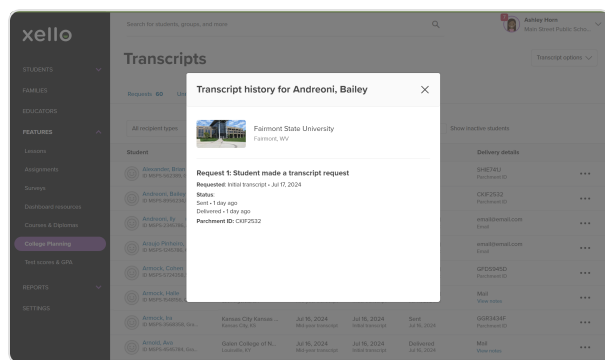 xello
Search for students, groups, and more
Ashley Hern
Main Street Public Scho...
STUDENTS
FAMILIES
EDUCATORS
FEATURES
Lessons
Assignments
Surveys
Dashboard resources
Courses & Diplomas
College Planning
Test scores & GPA
REPORTS
SETTINGS
Transcripts
Transcript options
Requests 80
All recipient types
Show inactive students
Student
Delivery details
Transcript history for Andreoni, Bailey
Fairmont State University
Fairmont, WV
Request 1: Student made a transcript request
Requested: Initial transcript • Jul 17, 2024
Status:
Sent • 1 day ago
Delivered • 1 day ago
Parchment ID: CKIF2532
Parchment ID
CKIF2532
Parchment ID
email@email.com
Email
email@email.com
Email
Parchment ID
Mail
View notes
Kansas City Kansas ...
Kansas City, KS
Jul 16, 2024
Mid-year transcript
Jul 16, 2024
Initial transcript
Sent
Jul 16, 2024
GGR3434F
Parchment ID
Galen College of N...
Louisville, KY
Jul 16, 2024
Mid-year transcript
Jul 16, 2024
Initial transcript
Delivered
Jul 16, 2024
Mail
View notes